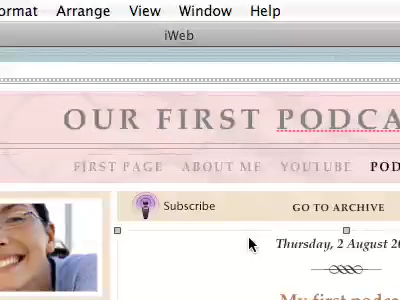 ormat Arrange View Window Help
iWeb
OUR FIRST PODCA
FIRST PAGE ABOUT ME YOUTUBE POD
Subscribe GO TO ARCHIVE
Thursday, 2 August 20
My first podca